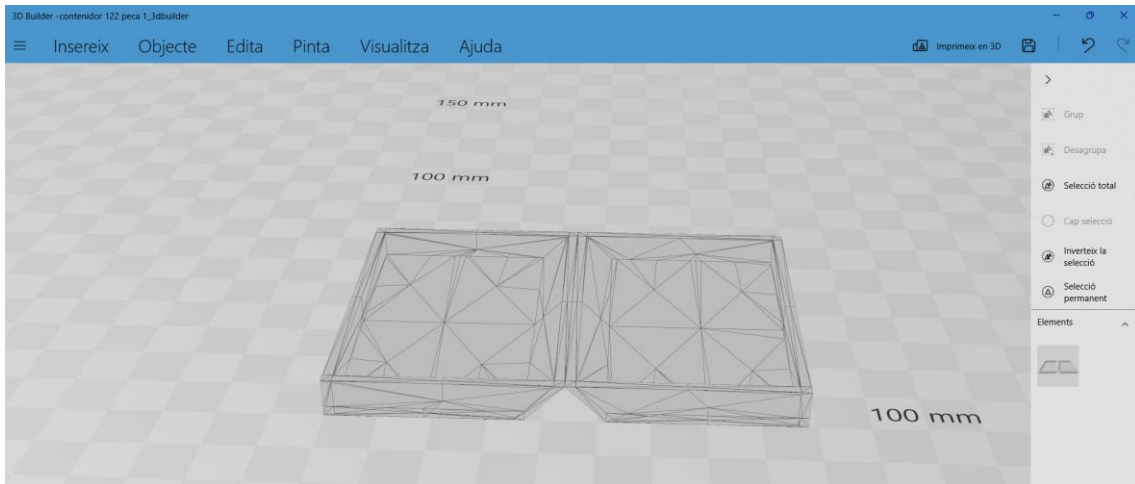 3D Builder -contenidor 122 peca 1_3dbuilder
Insereix Objecte Edita Pinta Visualitza Ajuda
Imprimeix en 3D
150 mm
100 mm
100 mm
Grup
Desagrupa
Selecció total
Cap selecció
Inverteix la
selecció
Selecció
permanent
Elements